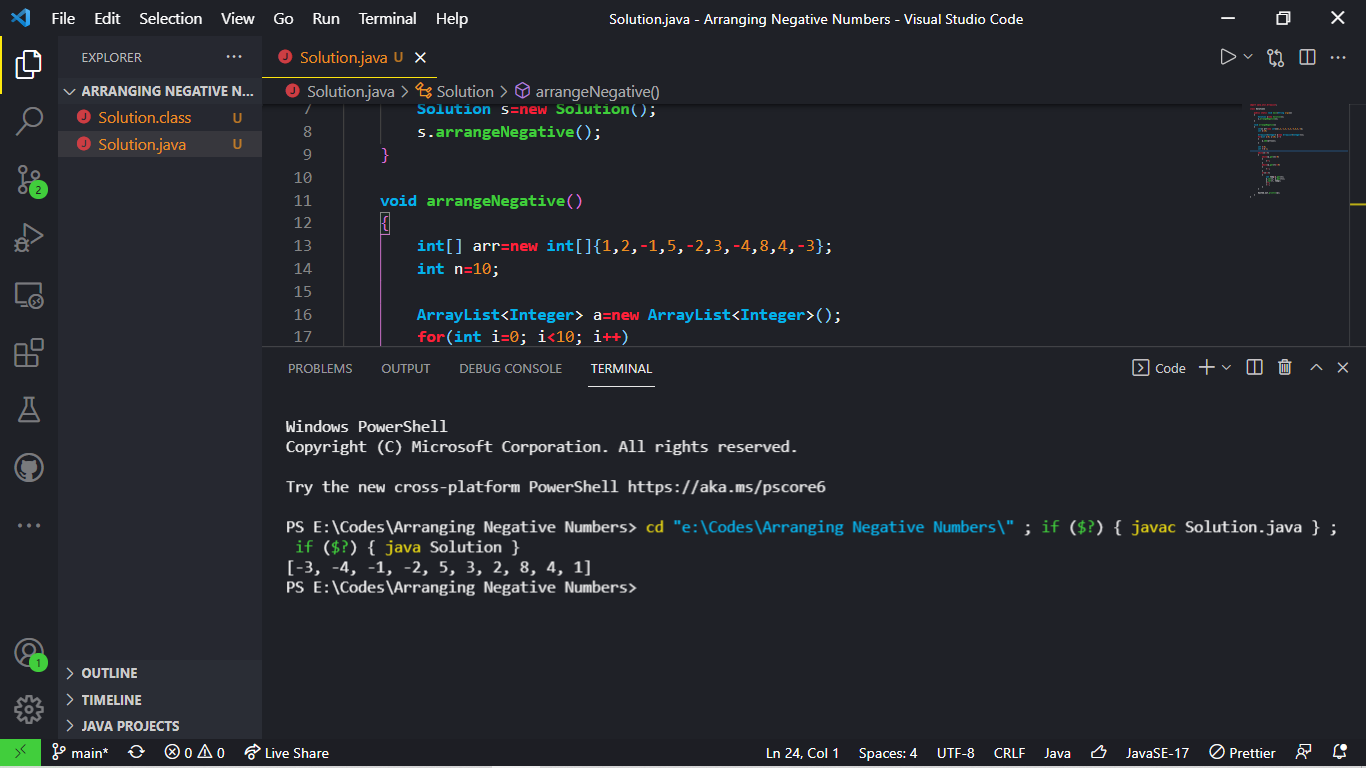 File Edit Selection View Go Run Terminal Help
Solution.java - Arranging Negative Numbers - Visual Studio Code
EXPLORER
ARRANGING NEGATIVE N...
Solution.class U
Solution.java U
Solution.java U
Solution.java > Solution > arrangeNegative()
7 Solution s=new Solution();
8 s.arrangeNegative();
9 }
10
11 void arrangeNegative()
12 {
13 int[] arr=new int[]{1,2,-1,5,-2,3,-4,8,4,-3};
14 int n=10;
15
16 ArrayList<Integer> a=new ArrayList<Integer>();
17 for(int i=0; i<10; i++)
PROBLEMS OUTPUT DEBUG CONSOLE TERMINAL
Code
Windows PowerShell
Copyright (C) Microsoft Corporation. All rights reserved.
Try the new cross-platform PowerShell https://aka.ms/pscore6
PS E:\Codes\Arranging Negative Numbers> cd "e:\Codes\Arranging Negative Numbers\" ; if ($?) { javac Solution.java } ;
if ($?) { java Solution }
[-3, -4, -1, -2, 5, 3, 2, 8, 4, 1]
PS E:\Codes\Arranging Negative Numbers>
2
1
OUTLINE
TIMELINE
JAVA PROJECTS
main* 0 0 Live Share
Ln 24, Col 1 Spaces: 4 UTF-8 CRLF Java JavaSE-17 Prettier